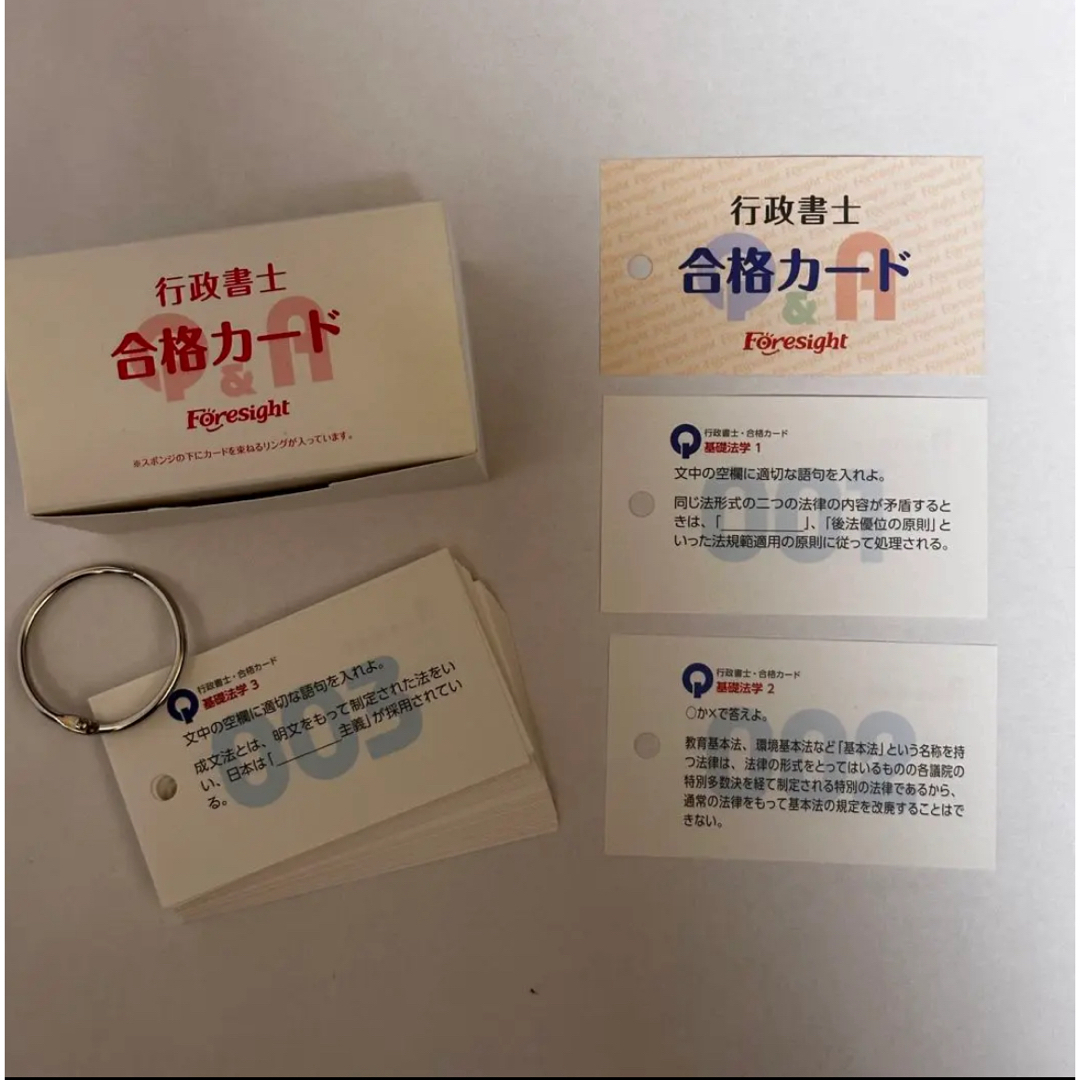 行政書士
合格カード
Q&A
Foresight
※スポンジの下にカードを束ねるリングが入っています。
行政書士
合格カード
Q&A
Foresight
Q 行政書士・合格カード
基礎法学 1
文中の空欄に適切な語句を入れよ。
同じ法形式の二つの法律の内容が矛盾すると
きは、「__________」、「後法優位の原則」と
いった法規範適用の原則に従って処理される。
001
Q 行政書士・合格カード
基礎法学 2
○か×で答えよ。
教育基本法、環境基本法など「基本法」という名称を持
つ法律は、法律の形式をとってはいるものの各議院の
特別多数決を経て制定される特別の法律であるから、
通常の法律をもって基本法の規定を改廃することはで
きない。
002
Q 行政書士・合格カード
基礎法学 3
文中の空欄に適切な語句を入れよ。
成文法とは、明文をもって制定された法をい
い、日本は「________主義」が採用されてい
る。
003